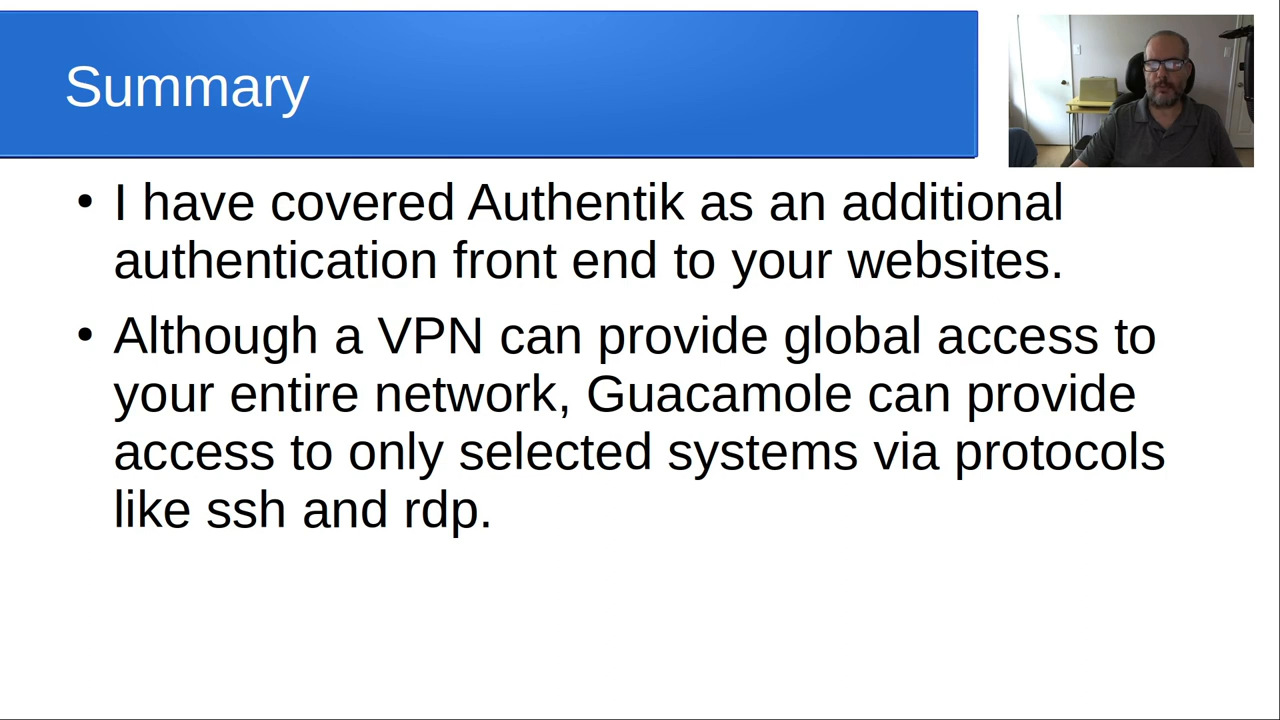 Summary
• I have covered Authentik as an additional
authentication front end to your websites.
• Although a VPN can provide global access to
your entire network, Guacamole can provide
access to only selected systems via protocols
like ssh and rdp.